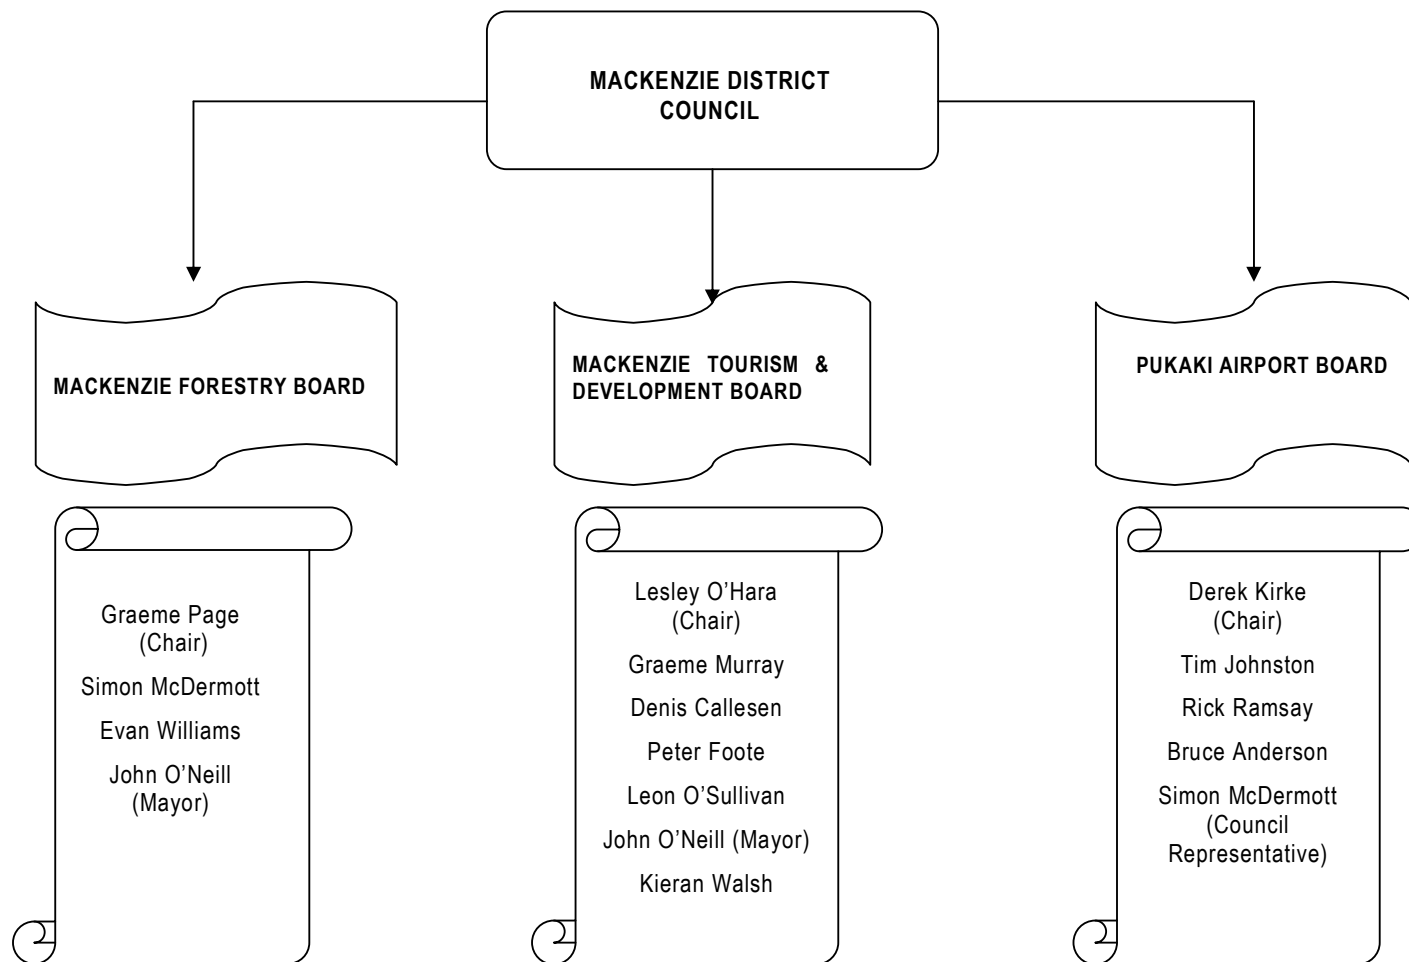 MACKENZIE DISTRICT
COUNCIL
MACKENZIE FORESTRY BOARD
MACKENZIE TOURISM &
DEVELOPMENT BOARD
PUKAKI AIRPORT BOARD
Graeme Page
(Chair)
Simon McDermott
Evan Williams
John O’Neill
(Mayor)
Lesley O’Hara
(Chair)
Graeme Murray
Denis Callesen
Peter Foote
Leon O’Sullivan
John O’Neill (Mayor)
Kieran Walsh
Derek Kirke
(Chair)
Tim Johnston
Rick Ramsay
Bruce Anderson
Simon McDermott
(Council
Representative)